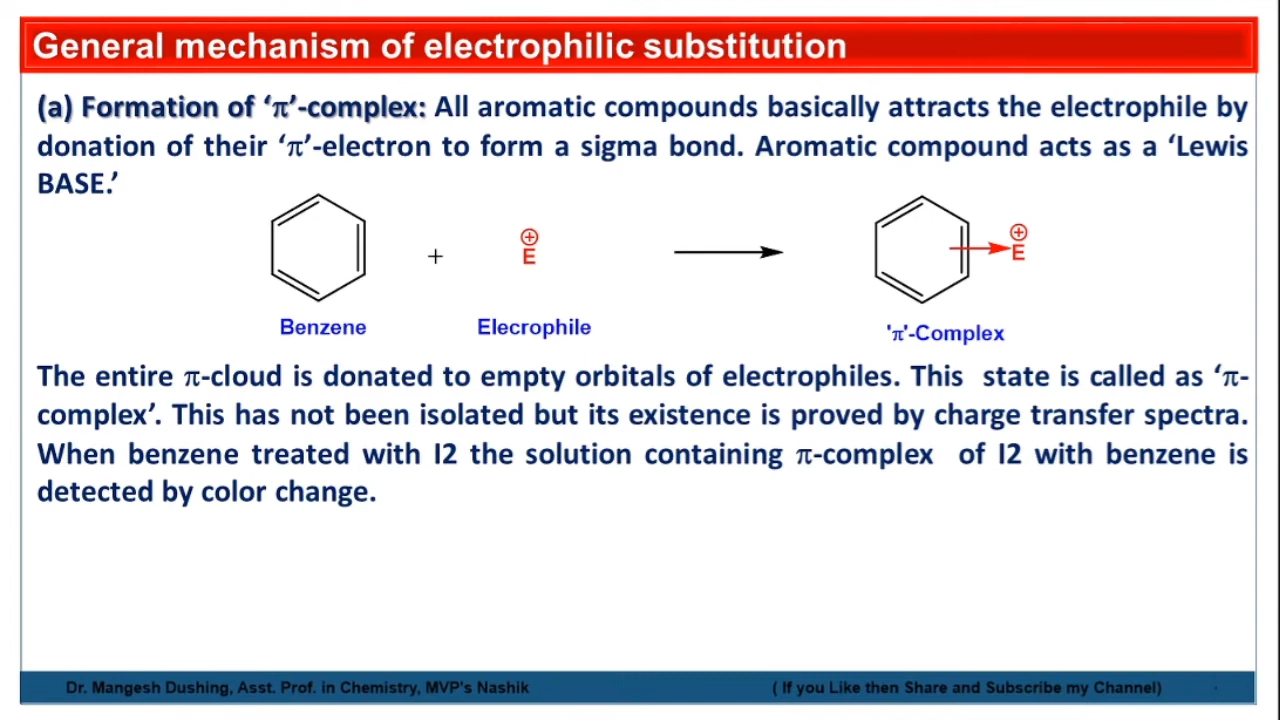 General mechanism of electrophilic substitution
(a) Formation of ‘π’-complex: All aromatic compounds basically attracts the electrophile by
donation of their ‘π’-electron to form a sigma bond. Aromatic compound acts as a ‘Lewis
BASE.’
+
⊕
E
⊕
E
Benzene
Elecrophile
'π'-Complex
The entire π-cloud is donated to empty orbitals of electrophiles. This state is called as ‘π-
complex’. This has not been isolated but its existence is proved by charge transfer spectra.
When benzene treated with I2 the solution containing π-complex of I2 with benzene is
detected by color change.
Dr. Mangesh Dushing, Asst. Prof. in Chemistry, MVP's Nashik
( If you Like then Share and Subscribe my Channel)